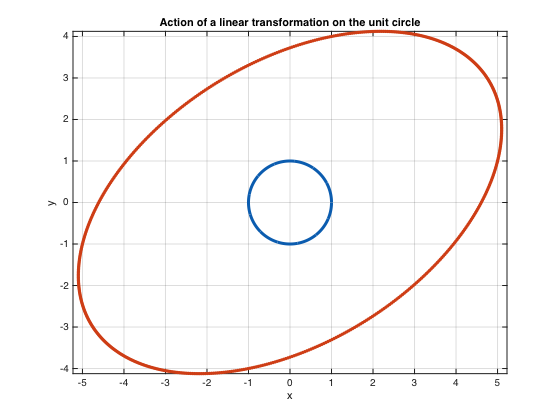 Action of a linear transformation on the unit circle
4
3
2
1
0
-1
-2
-3
-4
y
-5 -4 -3 -2 -1 0 1 2 3 4 5
x